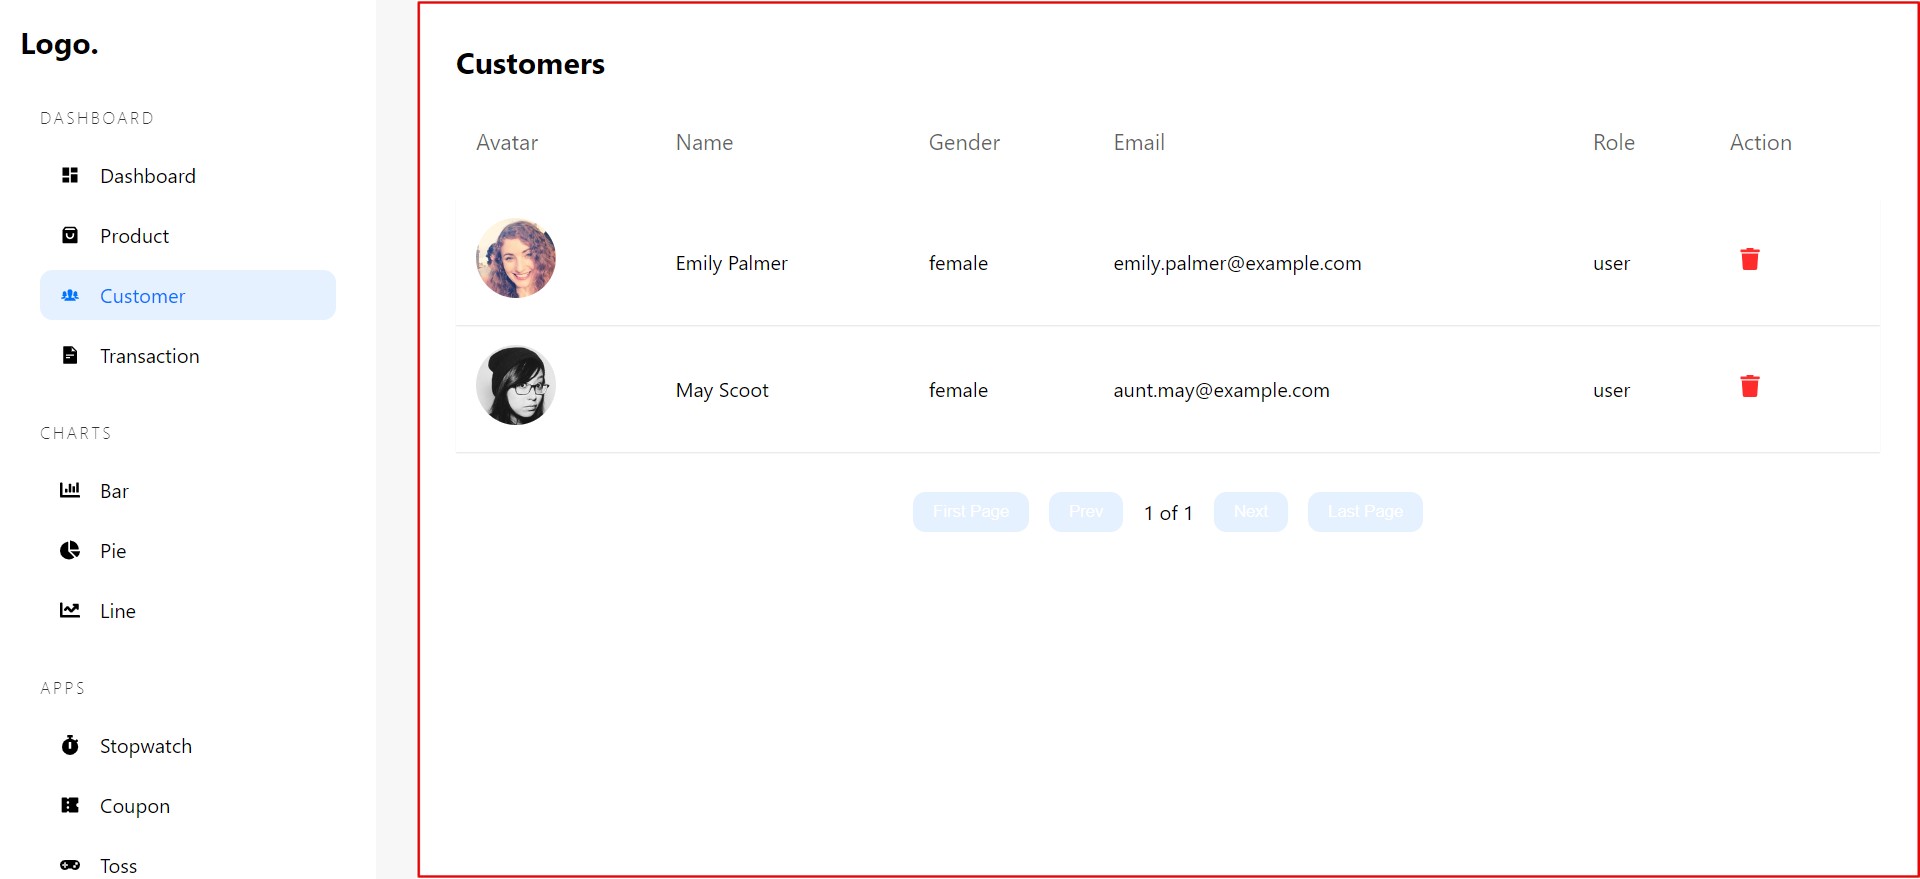 Logo.
DASHBOARD
Dashboard
Product
Customer
Transaction
CHARTS
Bar
Pie
Line
APPS
Stopwatch
Coupon
Toss
Customers
Avatar Name Gender Email Role Action
Emily Palmer female emily.palmer@example.com user
May Scoot female aunt.may@example.com user
First Page Prev 1 of 1 Next Last Page